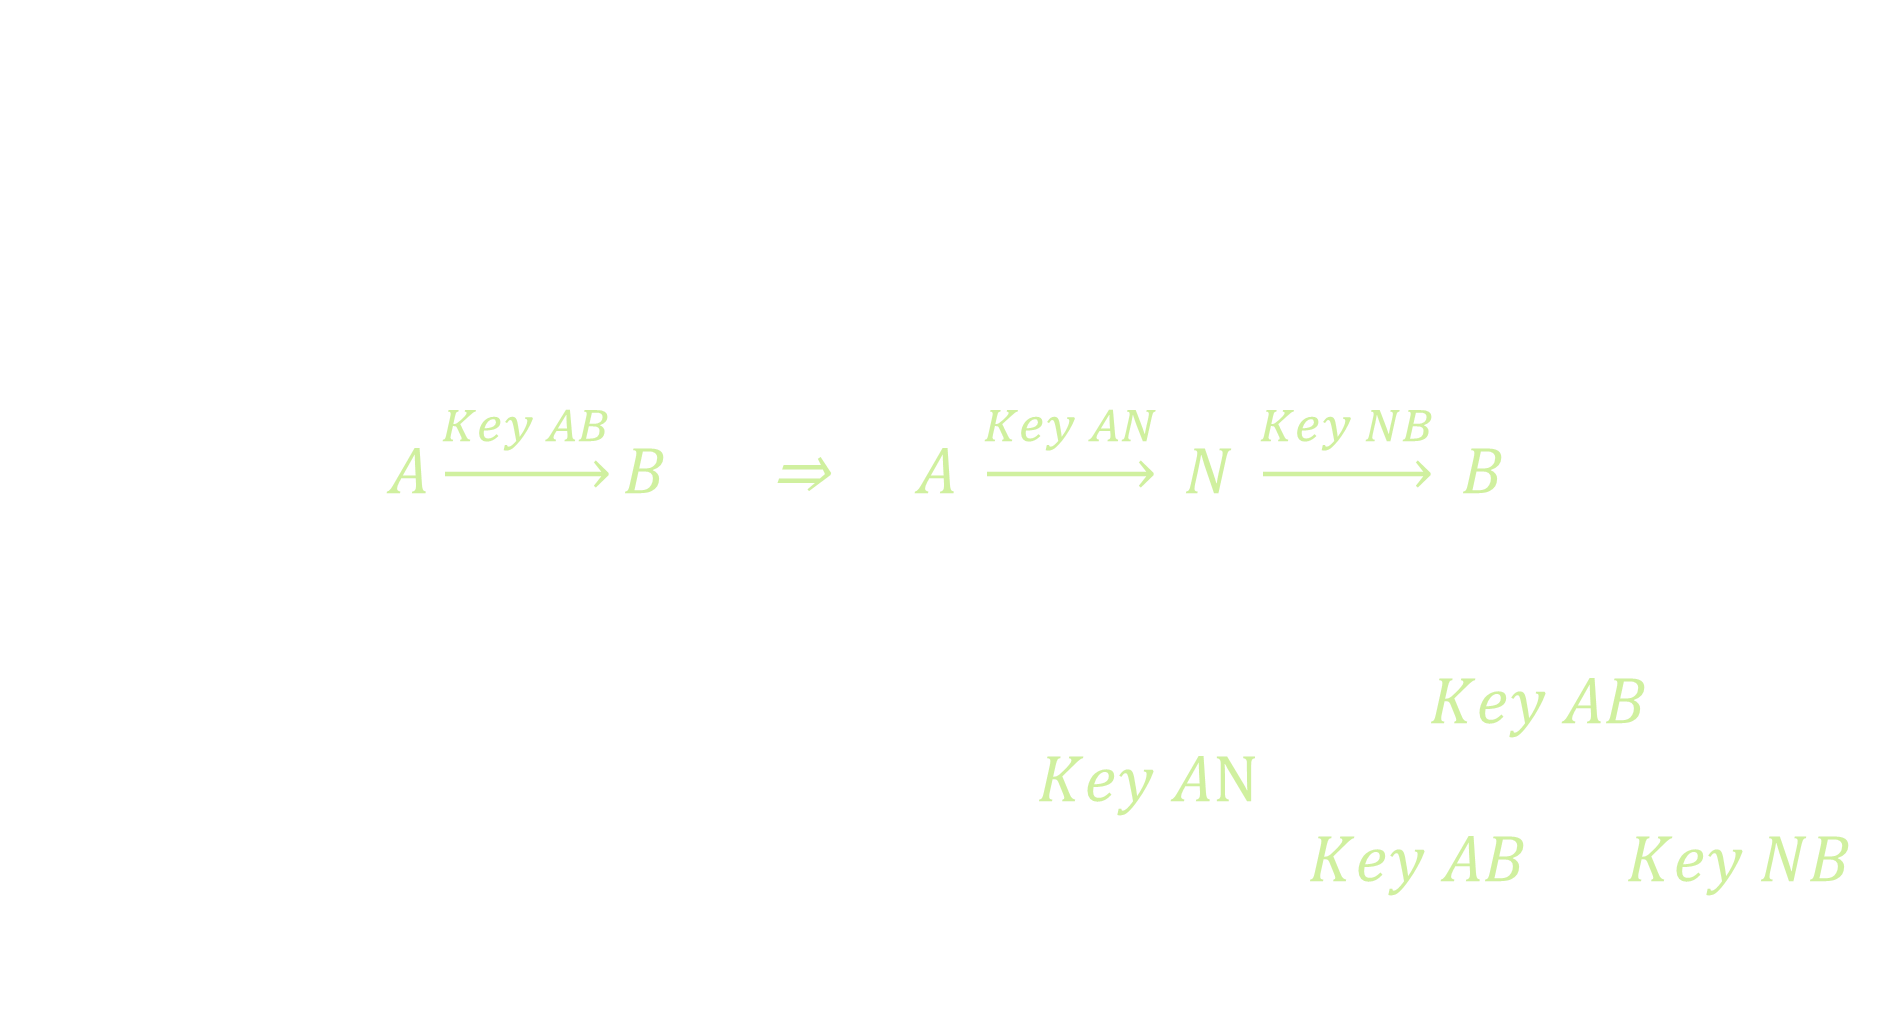 Key AB Key AN Key NB
A ⟶ B ⇒ A ⟶ N ⟶ B
Key AB
Key AN
Key AB Key NB